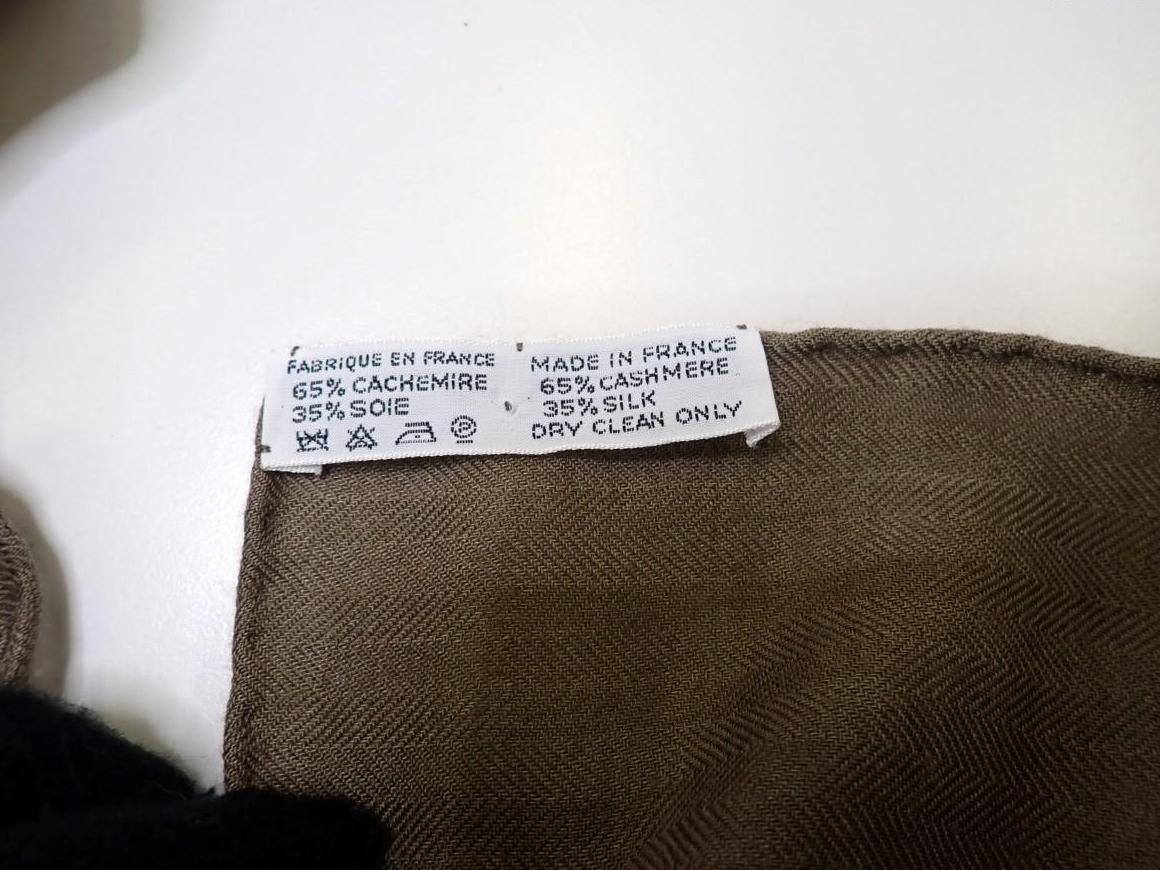 FABRIQUE EN FRANCE
65% CACHEMIRE
35% SOIE
P
MADE IN FRANCE
65% CASHMERE
35% SILK
DRY CLEAN ONLY